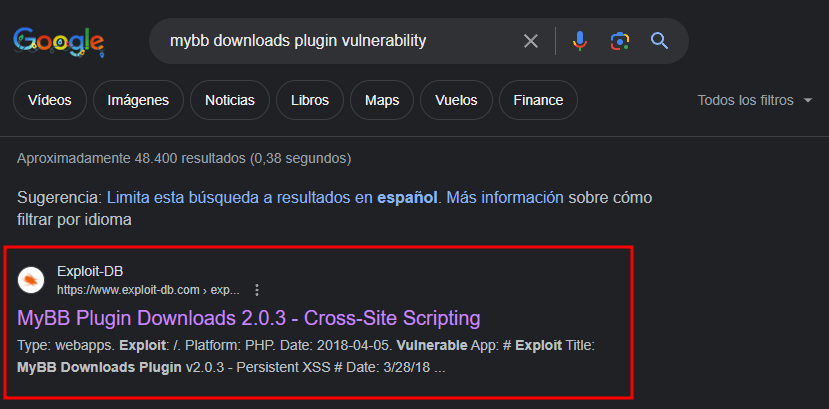 Google
mybb downloads plugin vulnerability
Vídeos
Imágenes
Noticias
Libros
Maps
Vuelos
Finance
Todos los filtros
Aproximadamente 48.400 resultados (0,38 segundos)
Sugerencia: Limita esta búsqueda a resultados en español. Más información sobre cómo
filtrar por idioma
Exploit-DB
https://www.exploit-db.com › exp...
MyBB Plugin Downloads 2.0.3 - Cross-Site Scripting
Type: webapps. Exploit: /. Platform: PHP. Date: 2018-04-05. Vulnerable App: # Exploit Title:
MyBB Downloads Plugin v2.0.3 - Persistent XSS # Date: 3/28/18 ...